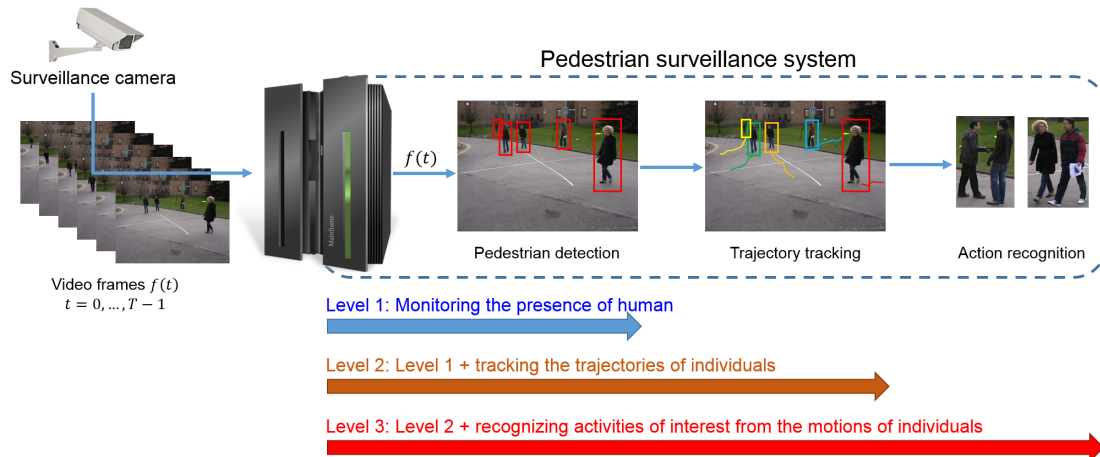 Pedestrian surveillance system
Surveillance camera
f(t)
Mainframe
Pedestrian detection
Trajectory tracking
Action recognition
Video frames f(t)
t = 0, ..., T − 1
Level 1: Monitoring the presence of human
Level 2: Level 1 + tracking the trajectories of individuals
Level 3: Level 2 + recognizing activities of interest from the motions of individuals